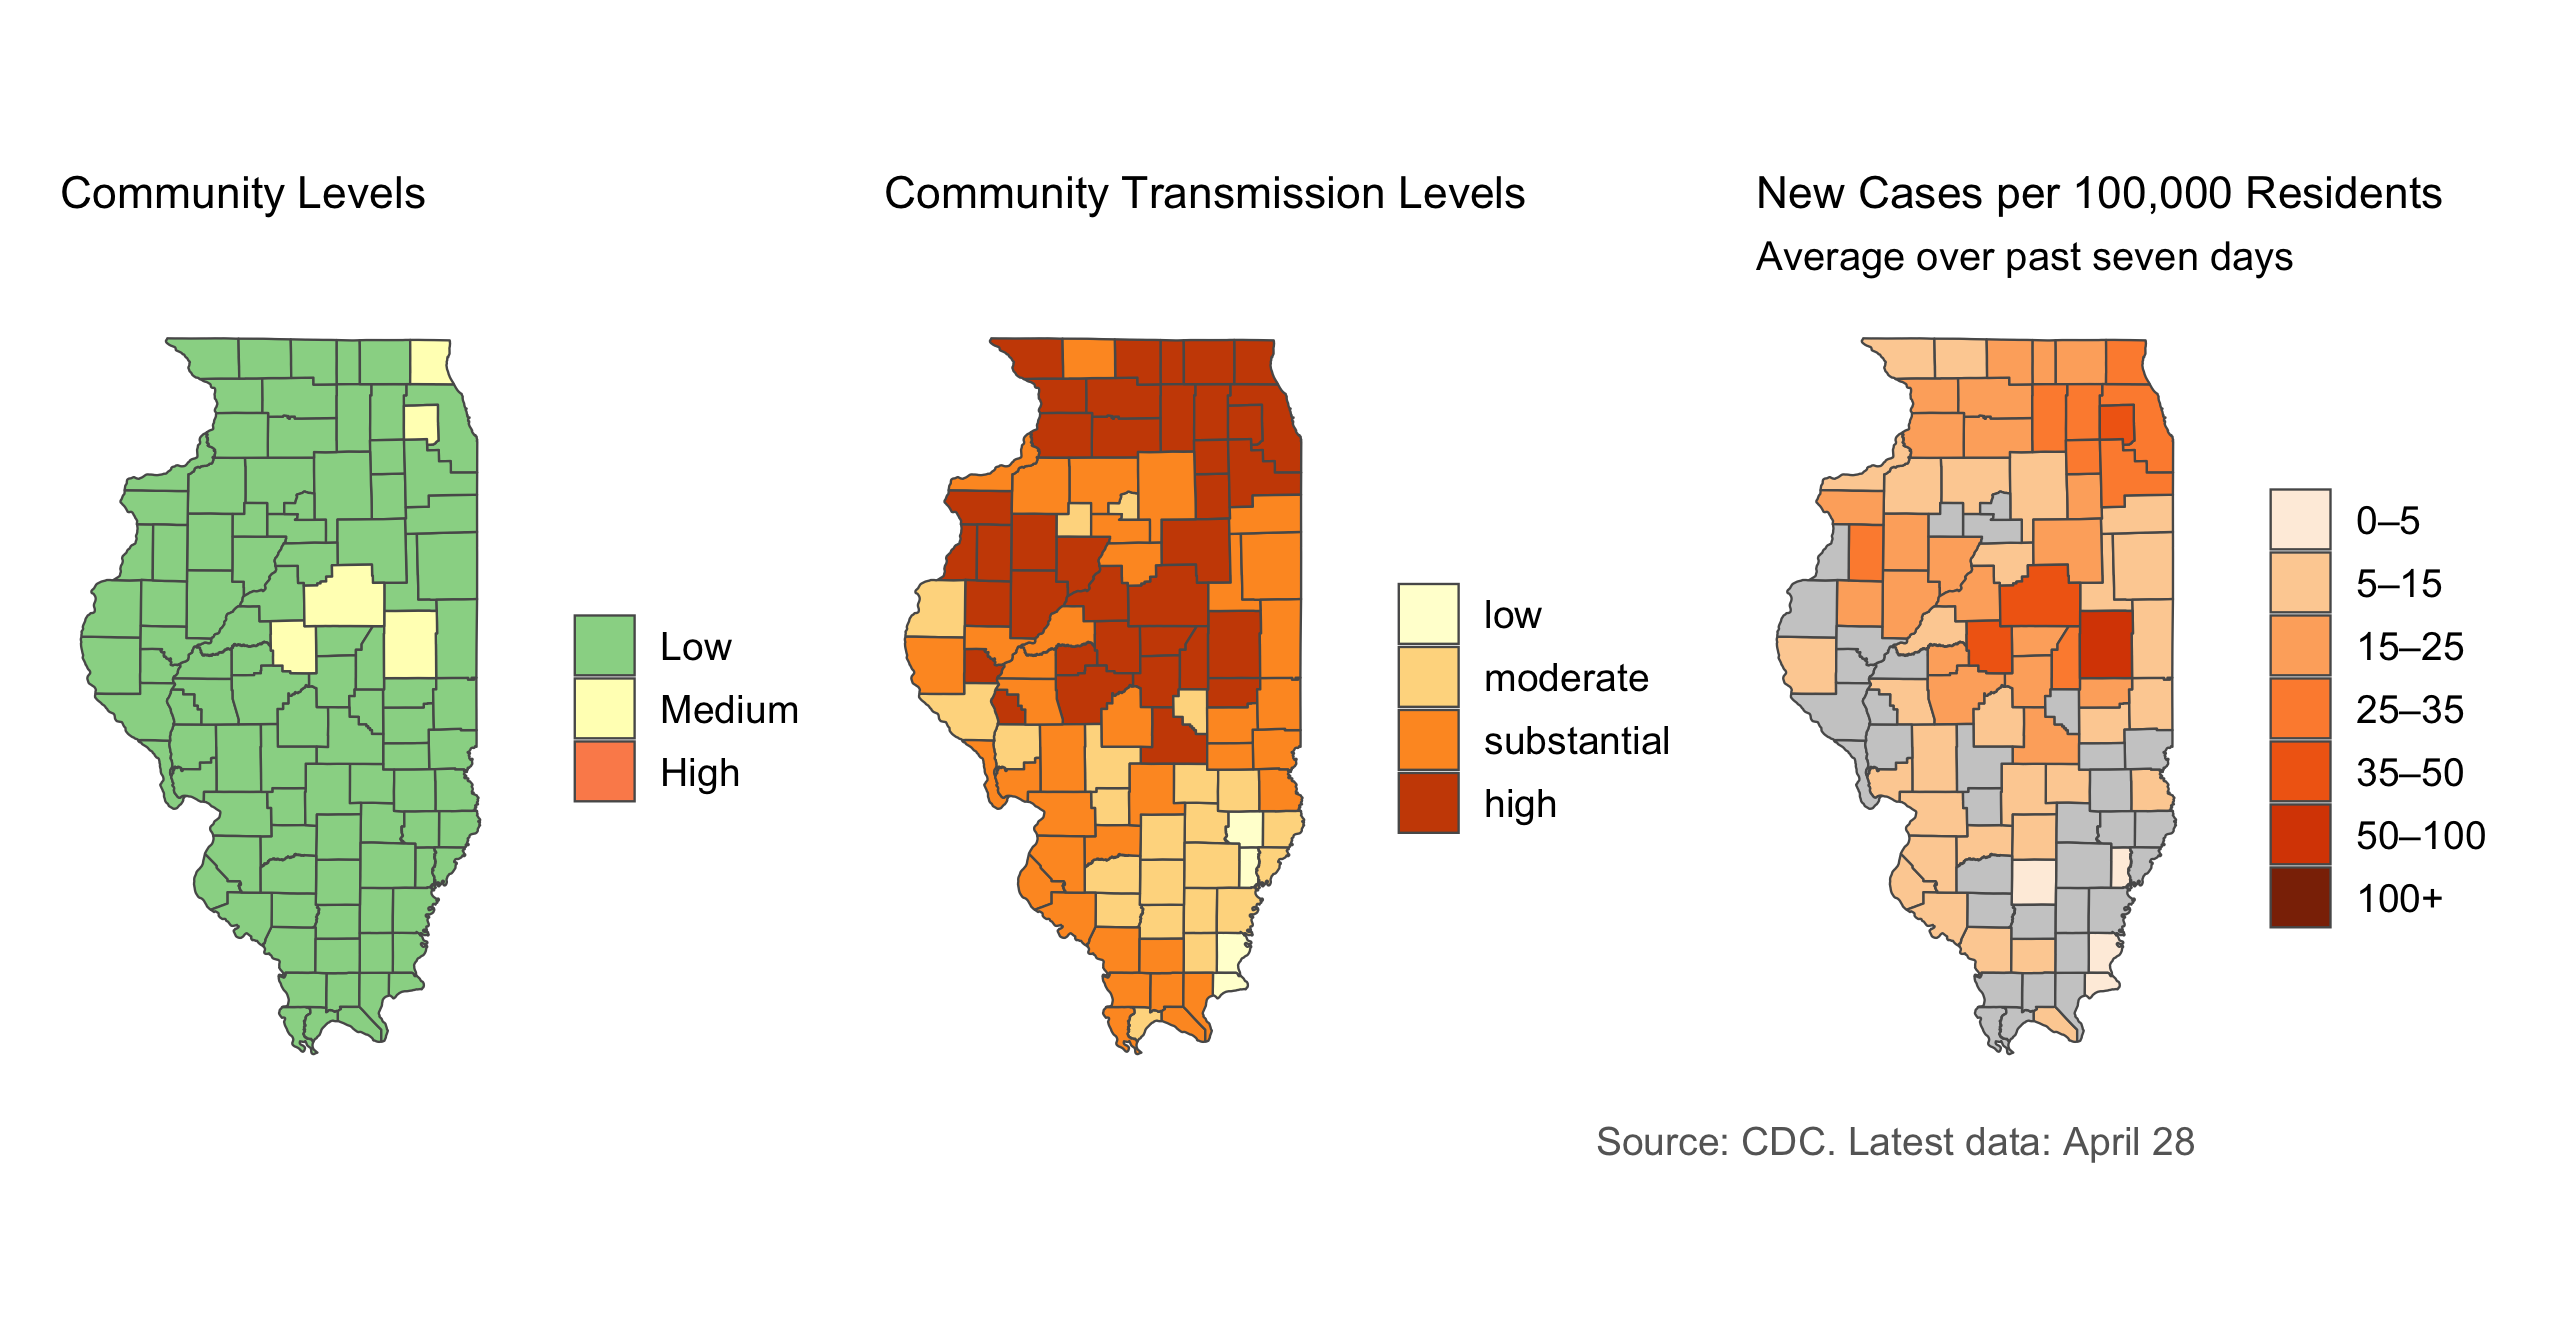 Community Levels
Low
Medium
High
Community Transmission Levels
low
moderate
substantial
high
New Cases per 100,000 Residents
Average over past seven days
0–5
5–15
15–25
25–35
35–50
50–100
100+
Source: CDC. Latest data: April 28